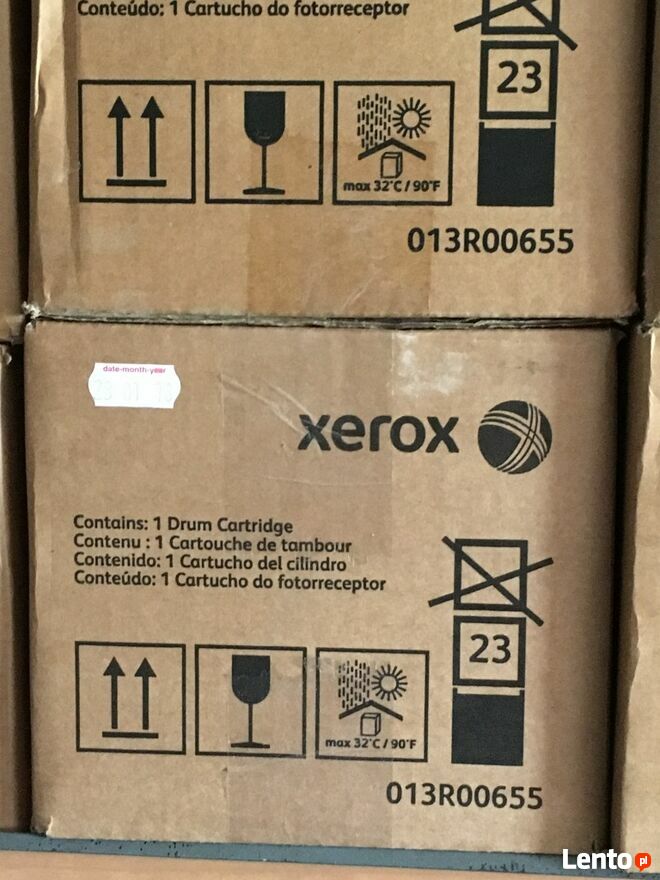 Conteúdo: 1 Cartucho do fotorreceptor
23
max 32°C / 90°F
013R00655
date-month-year
xerox
Contains: 1 Drum Cartridge
Contenu : 1 Cartouche de tambour
Contenido: 1 Cartucho del cilindro
Conteúdo: 1 Cartucho do fotorreceptor
23
max 32°C / 90°F
013R00655
Lento.pl